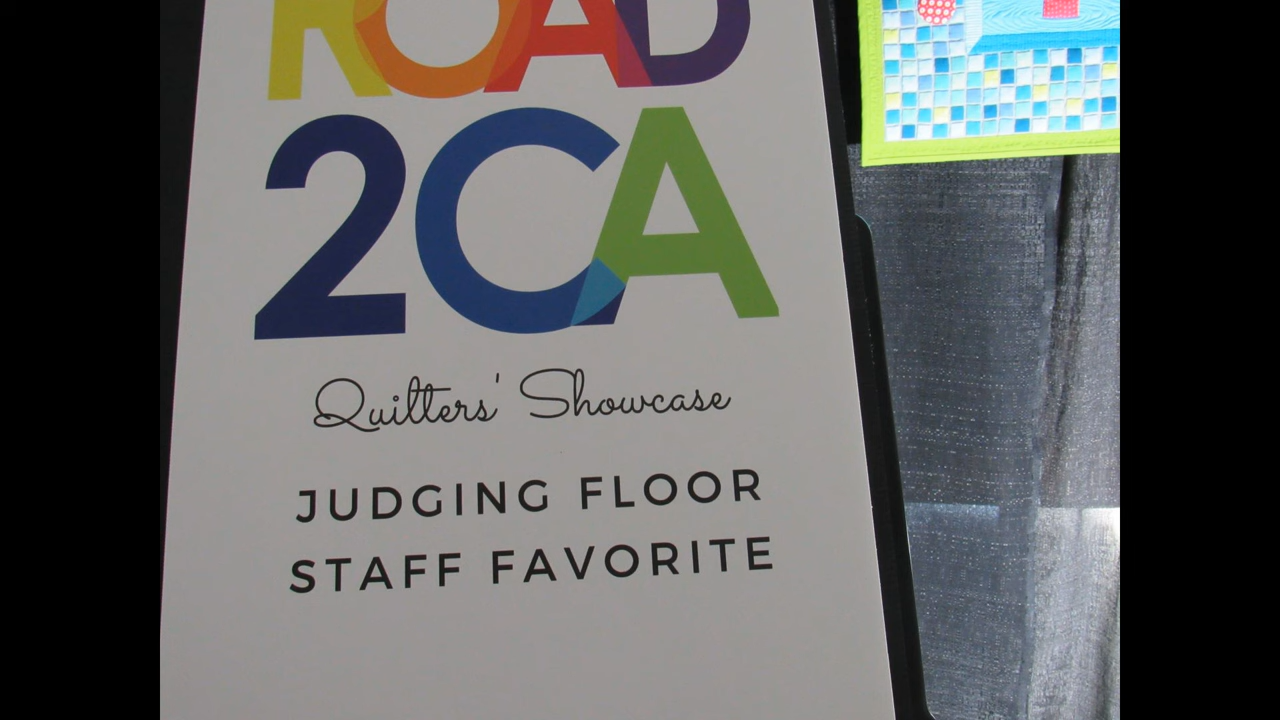 ROAD
2CA
Quilters' Showcase
JUDGING FLOOR
STAFF FAVORITE